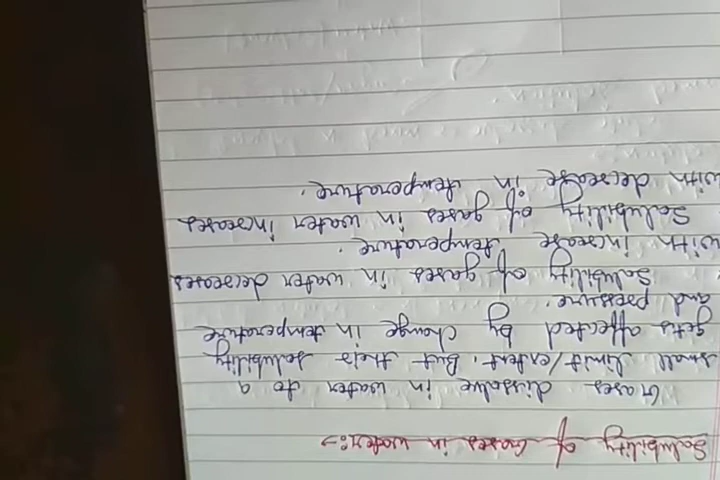 Solubility of Gases in water:->
Gases dissolve in water to a
small limit/extent. But their solubility
gets affected by change in temperature
and pressure.
Solubility of gases in water decreases
with increase temperature.
Solubility of gases in water increases
with decrease in temperature.